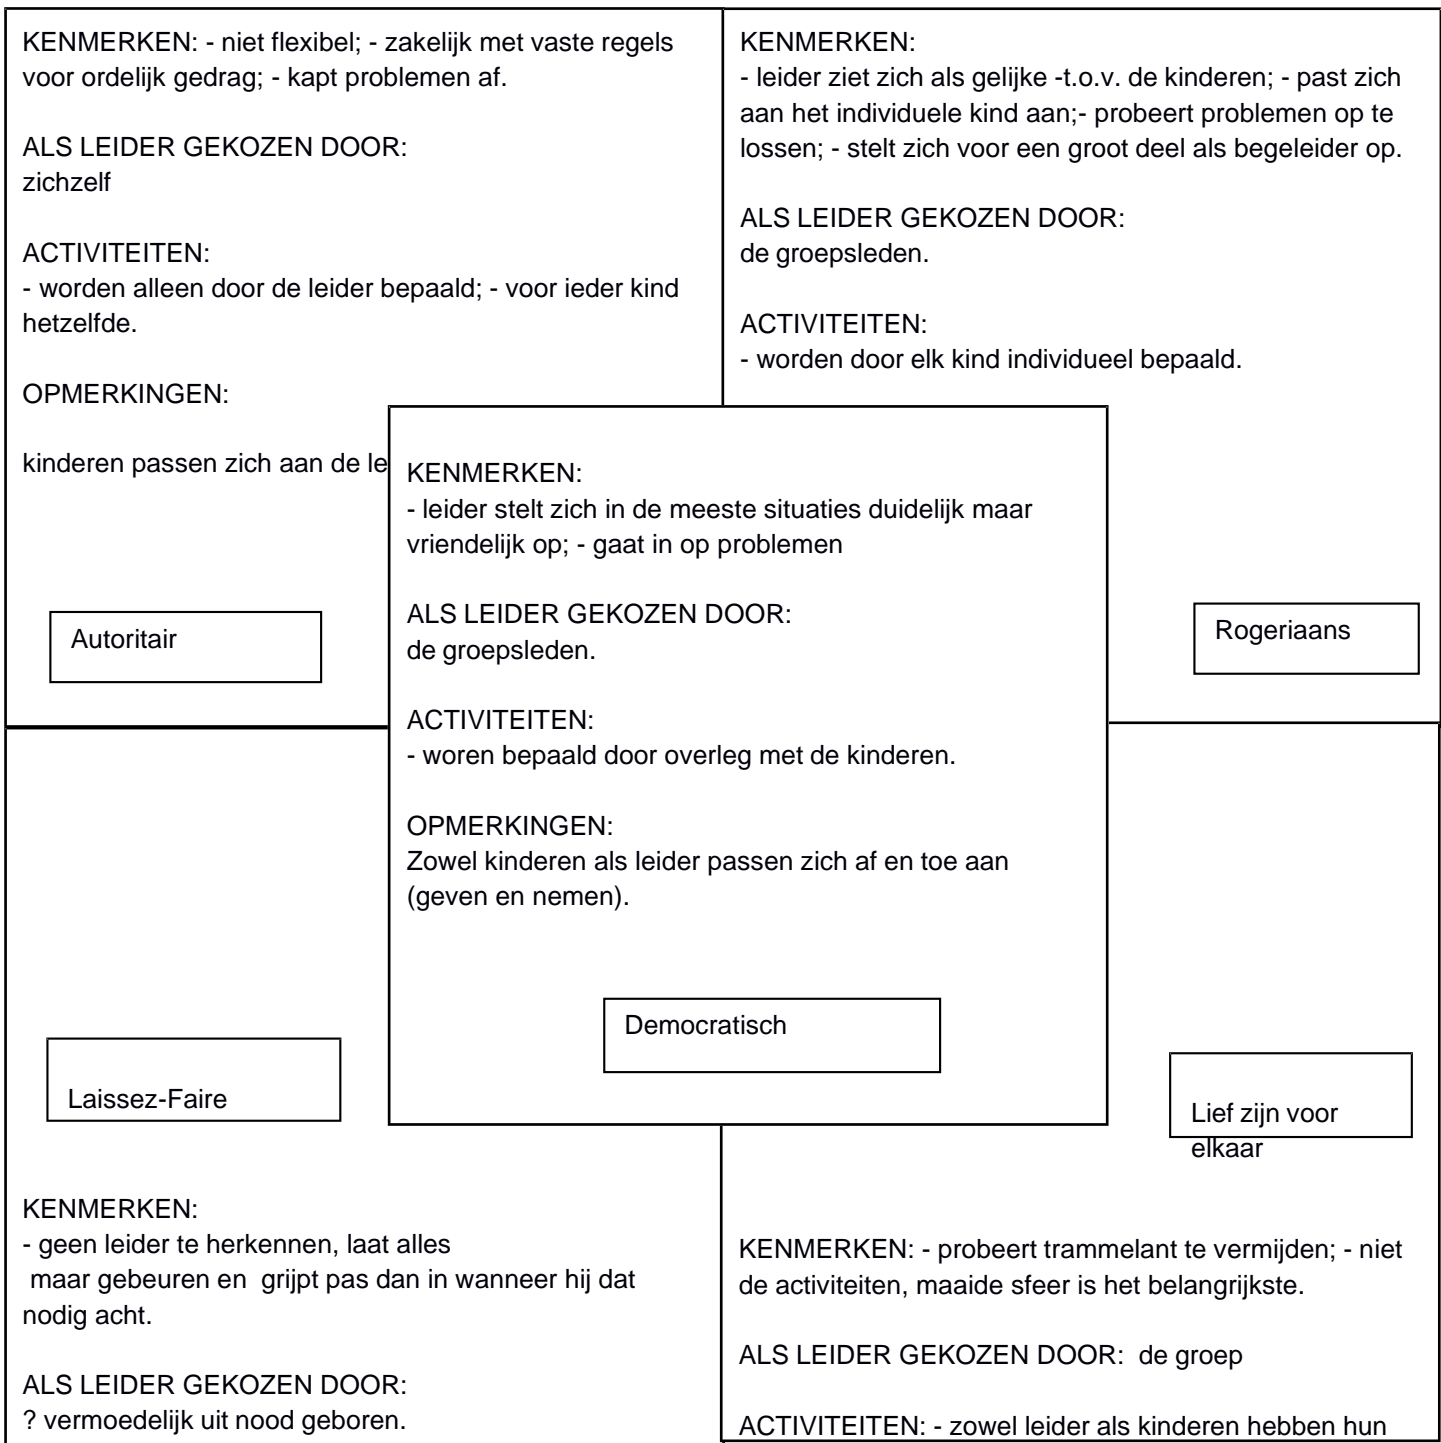 KENMERKEN: - niet flexibel; - zakelijk met vaste regels
voor ordelijk gedrag; - kapt problemen af.
ALS LEIDER GEKOZEN DOOR:
zichzelf
ACTIVITEITEN:
- worden alleen door de leider bepaald; - voor ieder kind
hetzelfde.
OPMERKINGEN:
kinderen passen zich aan de le
Autoritair
KENMERKEN:
- leider ziet zich als gelijke -t.o.v. de kinderen; - past zich
aan het individuele kind aan;- probeert problemen op te
lossen; - stelt zich voor een groot deel als begeleider op.
ALS LEIDER GEKOZEN DOOR:
de groepsleden.
ACTIVITEITEN:
- worden door elk kind individueel bepaald.
Rogeriaans
KENMERKEN:
- leider stelt zich in de meeste situaties duidelijk maar
vriendelijk op; - gaat in op problemen
ALS LEIDER GEKOZEN DOOR:
de groepsleden.
ACTIVITEITEN:
- woren bepaald door overleg met de kinderen.
OPMERKINGEN:
Zowel kinderen als leider passen zich af en toe aan
(geven en nemen).
Democratisch
Laissez-Faire
KENMERKEN:
- geen leider te herkennen, laat alles
maar gebeuren en  grijpt pas dan in wanneer hij dat
nodig acht.
ALS LEIDER GEKOZEN DOOR:
? vermoedelijk uit nood geboren.
Lief zijn voor
elkaar
KENMERKEN: - probeert trammelant te vermijden; - niet
de activiteiten, maaide sfeer is het belangrijkste.
ALS LEIDER GEKOZEN DOOR:  de groep
ACTIVITEITEN: - zowel leider als kinderen hebben hun